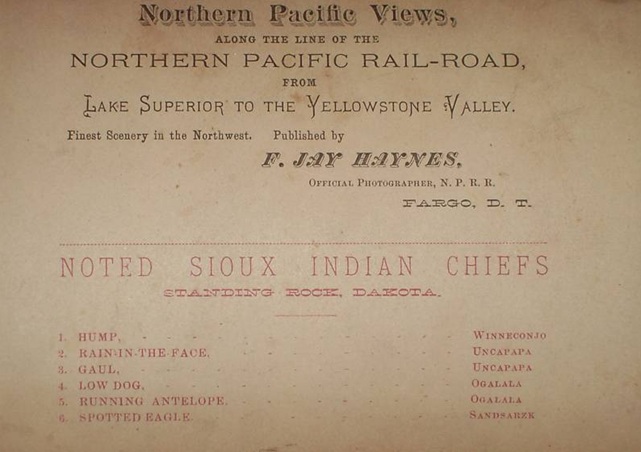 Northern Pacific Views,
ALONG THE LINE OF THE
NORTHERN PACIFIC RAIL-ROAD,
FROM
LAKE SUPERIOR TO THE YELLOWSTONE VALLEY.
Finest Scenery in the Northwest. Published by
F. JAY HAYNES,
OFFICIAL PHOTOGRAPHER, N. P. R. R.
FARGO, D. T.
NOTED SIOUX INDIAN CHIEFS
STANDING ROCK, DAKOTA.
1. HUMP, - - - - - - - WINNECONJO
2. RAIN-IN-THE-FACE, - - - - - UNCAPAPA
3. GAUL, - - - - - - - UNCAPAPA
4. LOW DOG, - - - - - - - OGALALA
5. RUNNING ANTELOPE. - - - - - OGALALA
6. SPOTTED EAGLE - - - - - - SANDSAREK